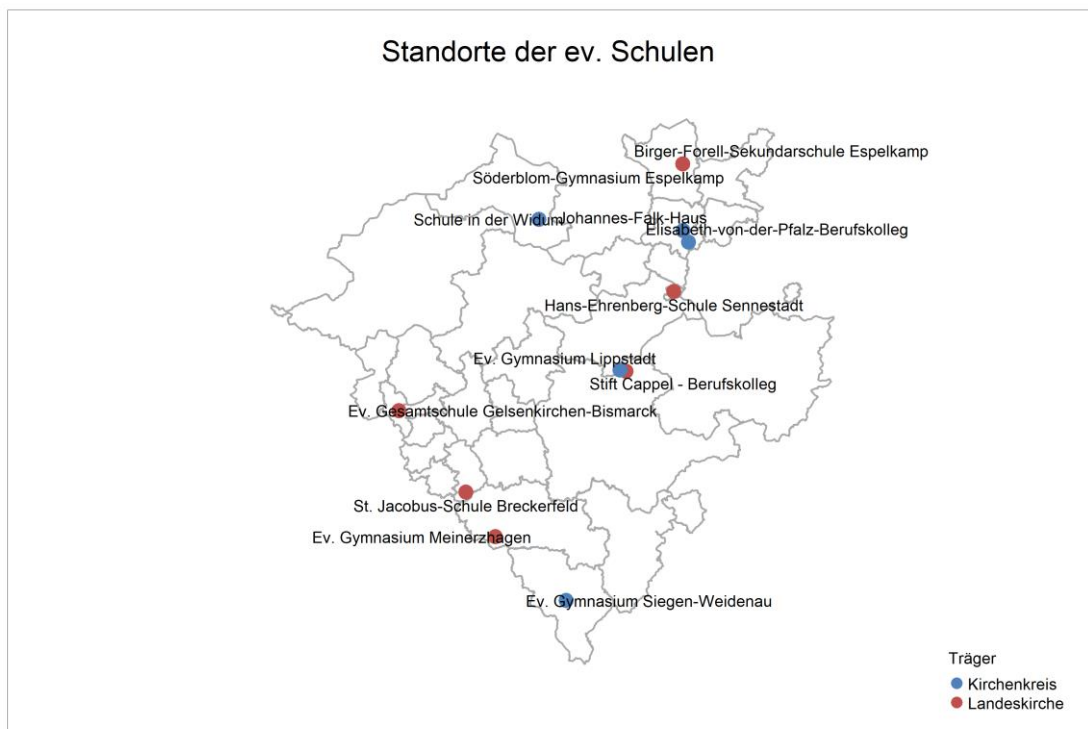 Standorte der ev. Schulen
Birger-Forell-Sekundarschule Espelkamp
Söderblom-Gymnasium Espelkamp
Schule in der Widum
Johannes-Falk-Haus
Elisabeth-von-der-Pfalz-Berufskolleg
Hans-Ehrenberg-Schule Sennestadt
Ev. Gymnasium Lippstadt
Stift Cappel - Berufskolleg
Ev. Gesamtschule Gelsenkirchen-Bismarck
St. Jacobus-Schule Breckerfeld
Ev. Gymnasium Meinerzhagen
Ev. Gymnasium Siegen-Weidenau
Träger
Kirchenkreis
Landeskirche